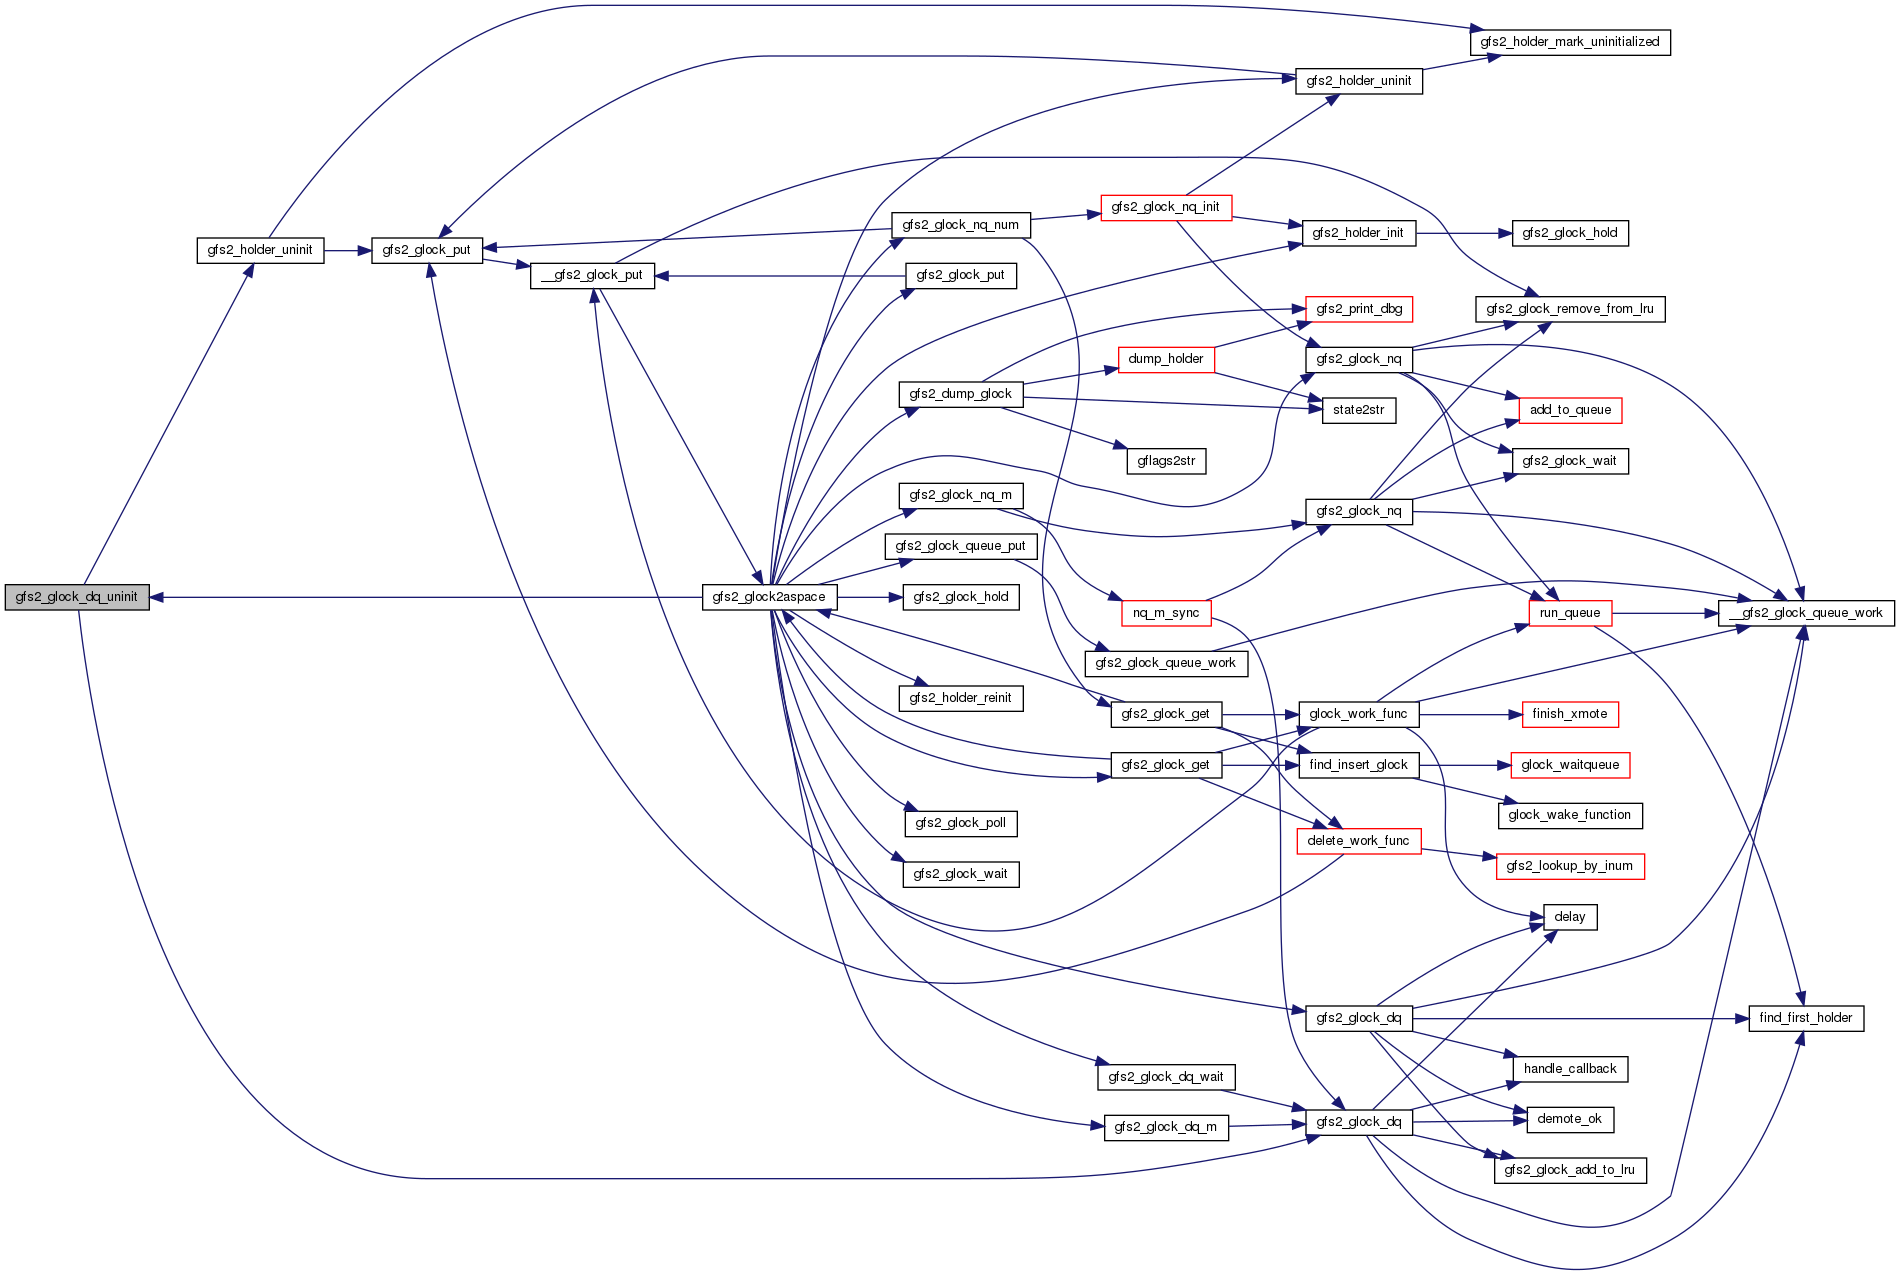 gfs2_holder_mark_uninitialized
gfs2_holder_uninit
gfs2_glock_nq_init
gfs2_glock_nq_num
gfs2_holder_init
gfs2_glock_hold
gfs2_holder_uninit
gfs2_glock_put
__gfs2_glock_put
gfs2_glock_put
gfs2_print_dbg
gfs2_glock_remove_from_lru
dump_holder
gfs2_glock_nq
gfs2_dump_glock
state2str
add_to_queue
gflags2str
gfs2_glock_wait
gfs2_glock_nq_m
gfs2_glock_nq
gfs2_glock_queue_put
gfs2_glock_dq_uninit
gfs2_glock2aspace
gfs2_glock_hold
nq_m_sync
run_queue
__gfs2_glock_queue_work
gfs2_glock_queue_work
gfs2_holder_reinit
gfs2_glock_get
glock_work_func
finish_xmote
gfs2_glock_get
find_insert_glock
glock_waitqueue
gfs2_glock_poll
glock_wake_function
delete_work_func
gfs2_glock_wait
gfs2_lookup_by_inum
delay
gfs2_glock_dq
find_first_holder
gfs2_glock_dq_wait
handle_callback
gfs2_glock_dq_m
gfs2_glock_dq
demote_ok
gfs2_glock_add_to_lru